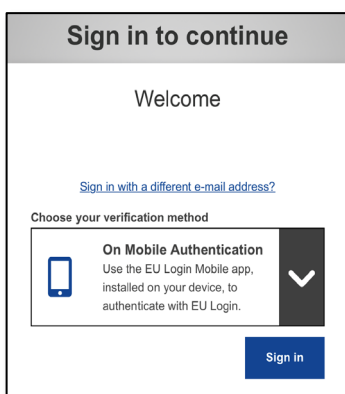 Sign in to continue
Welcome
Sign in with a different e-mail address?
Choose your verification method
On Mobile Authentication
Use the EU Login Mobile app,
installed on your device, to
authenticate with EU Login.
Sign in